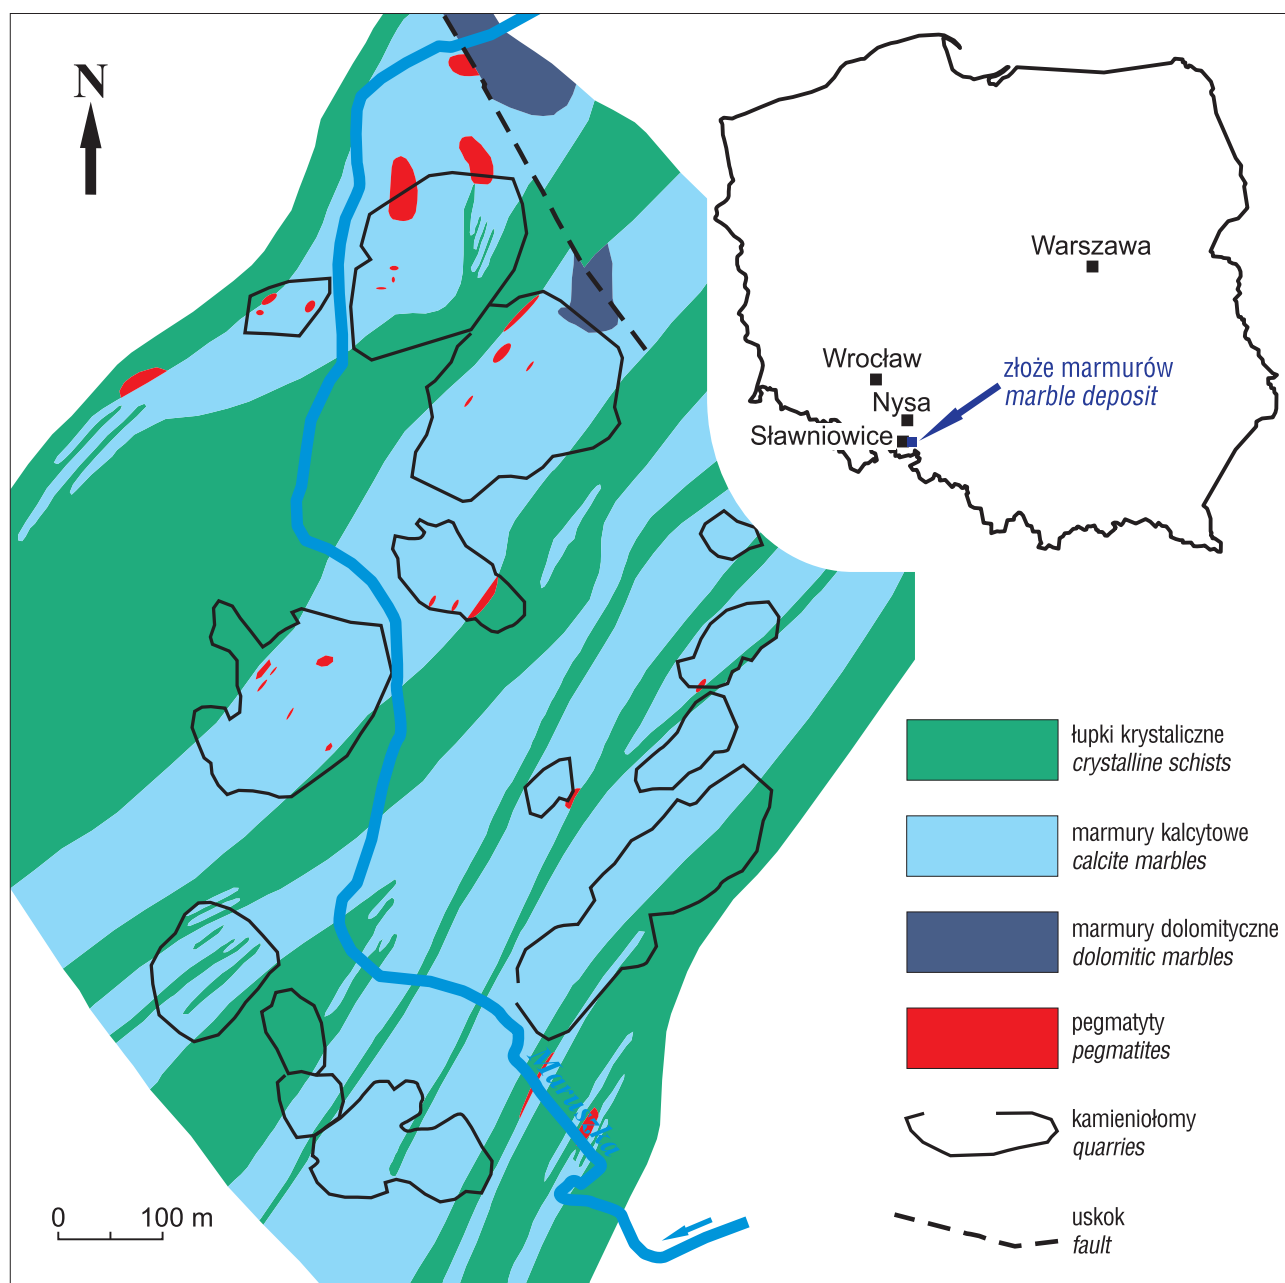 N
Warszawa
Wrocław
Nysa
Sławniowice
złoże marmurów
marble deposit
łupki krystaliczne
crystalline schists
marmury kalcytowe
calcite marbles
marmury dolomityczne
dolomitic marbles
pegmatyty
pegmatites
kamieniołomy
quarries
uskok
fault
Maruszka
0 100 m